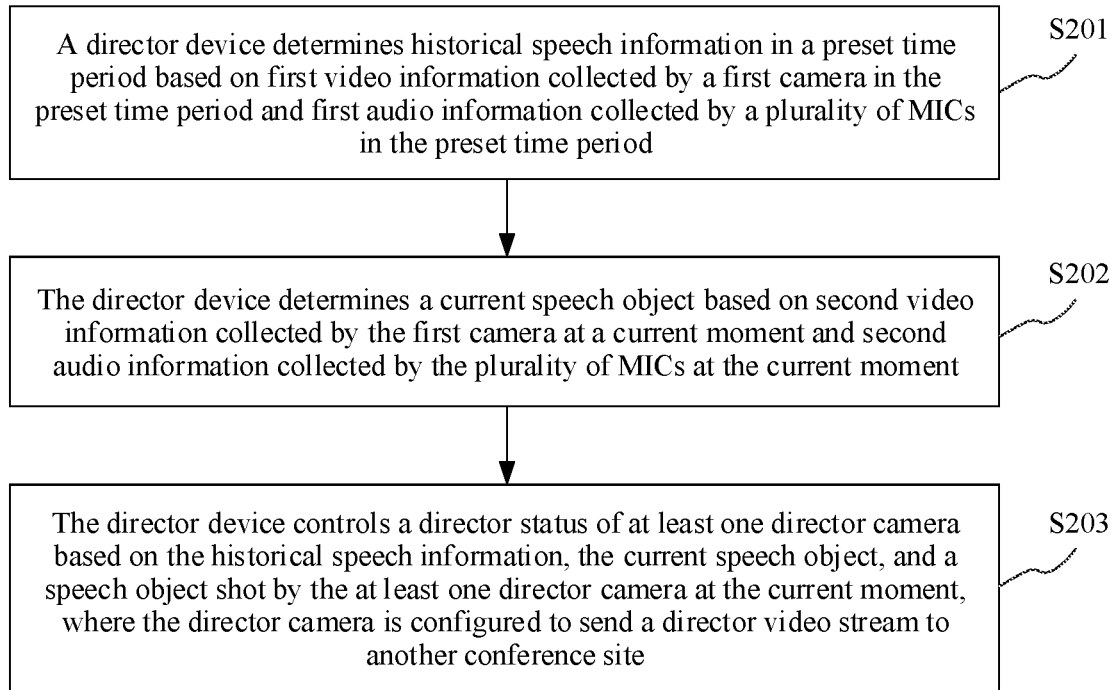 A director device determines historical speech information in a preset time
period based on first video information collected by a first camera in the
preset time period and first audio information collected by a plurality of MICs
in the preset time period
S201
The director device determines a current speech object based on second video
information collected by the first camera at a current moment and second
audio information collected by the plurality of MICs at the current moment
S202
The director device controls a director status of at least one director camera
based on the historical speech information, the current speech object, and a
speech object shot by the at least one director camera at the current moment,
where the director camera is configured to send a director video stream to
another conference site
S203